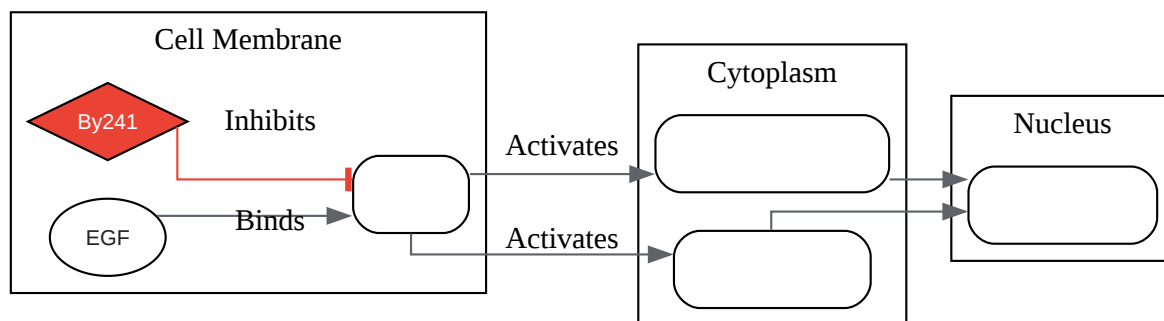 Cell Membrane
By241
Inhibits
EGF
Binds
Activates
Activates
Cytoplasm
Nucleus